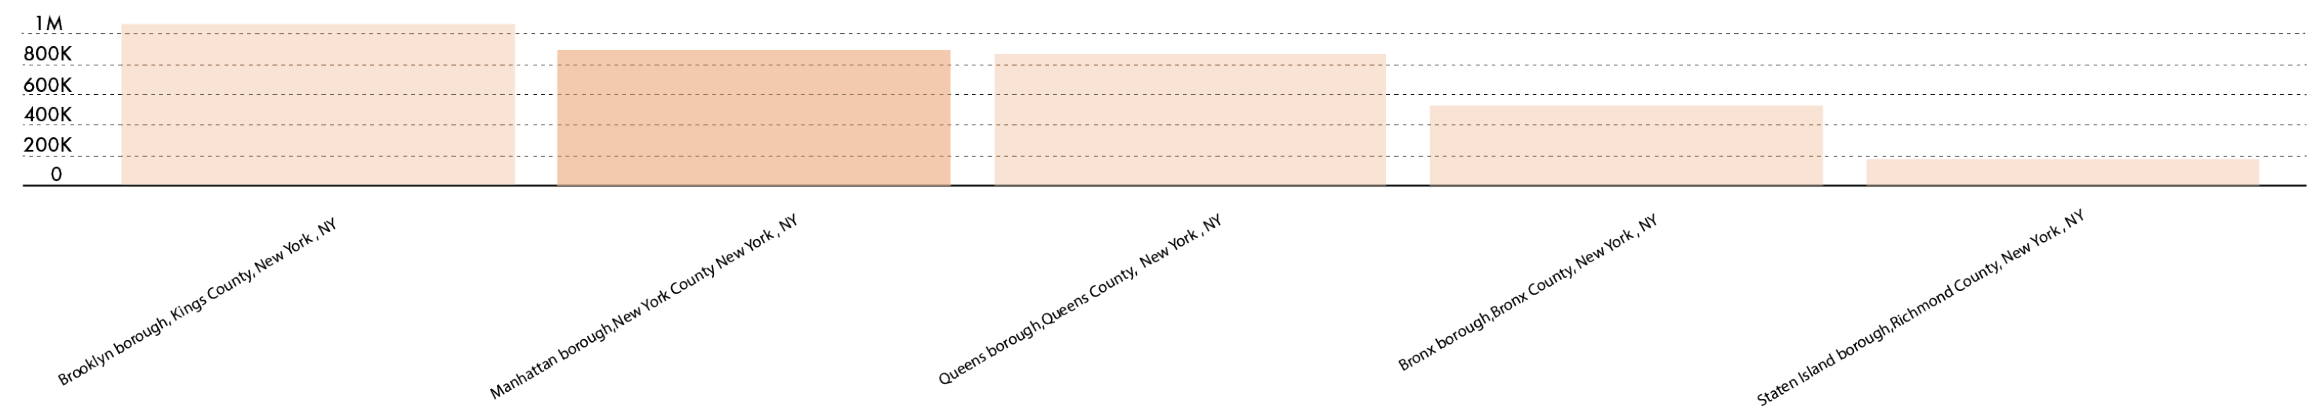 1M
800K
600K
400K
200K
0
Brooklyn borough, Kings County, New York , NY
Manhattan borough,New York County New York , NY
Queens borough,Queens County, New York , NY
Bronx borough,Bronx County, New York , NY
Staten Island borough,Richmond County, New York , NY